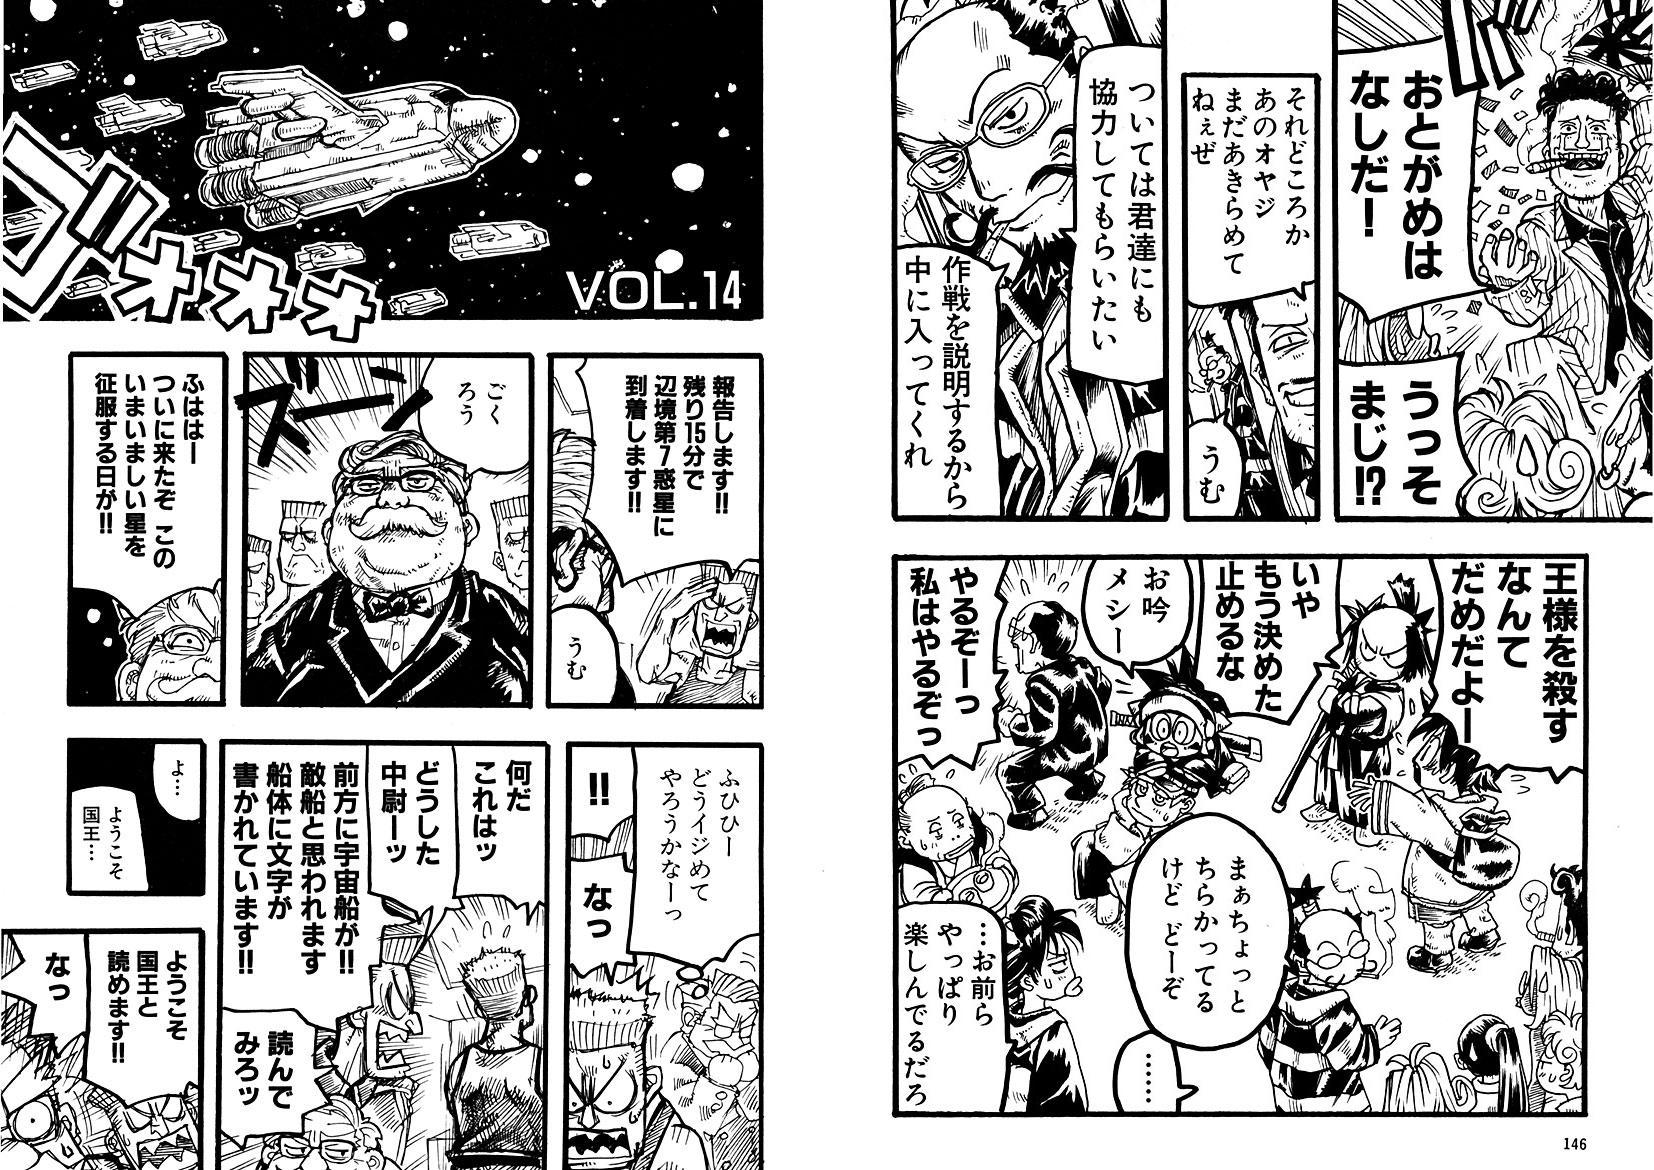 おとがめは
なしだ！
うっそ
まじ!?
それどころか
あのオヤジ
まだあきらめて
ねぇぜ
うむ
ついては君達にも
協力してもらいたい
作戦を説明するから
中に入ってくれ
王様を殺す
なんて
だめだよー
いや
もう決めた
止めるな
お吟
メシー
やるぞーっ
私はやるぞっ
まぁちょっと
ちらかってる
けど どーぞ
……
…お前ら
やっぱり
楽しんでるだろ
146
ゴォォォォ
VOL.14
報告します!!
残り15分で
辺境第7惑星に
到着します!!
うむ
ごく
ろう
ズーン
ふははー
ついに来たぞ この
いまいましい星を
征服する日が!!
ふひひー
どうイジめて
やろうかなーっ
!!
なっ
何だ
これはッ
どうした
中尉ーッ
前方に宇宙船が!!
敵船と思われます
船体に文字が
書かれています!!
読んで
みろッ
よ…
ようこそ
国王…
ようこそ
国王と
読めます!!
なっ